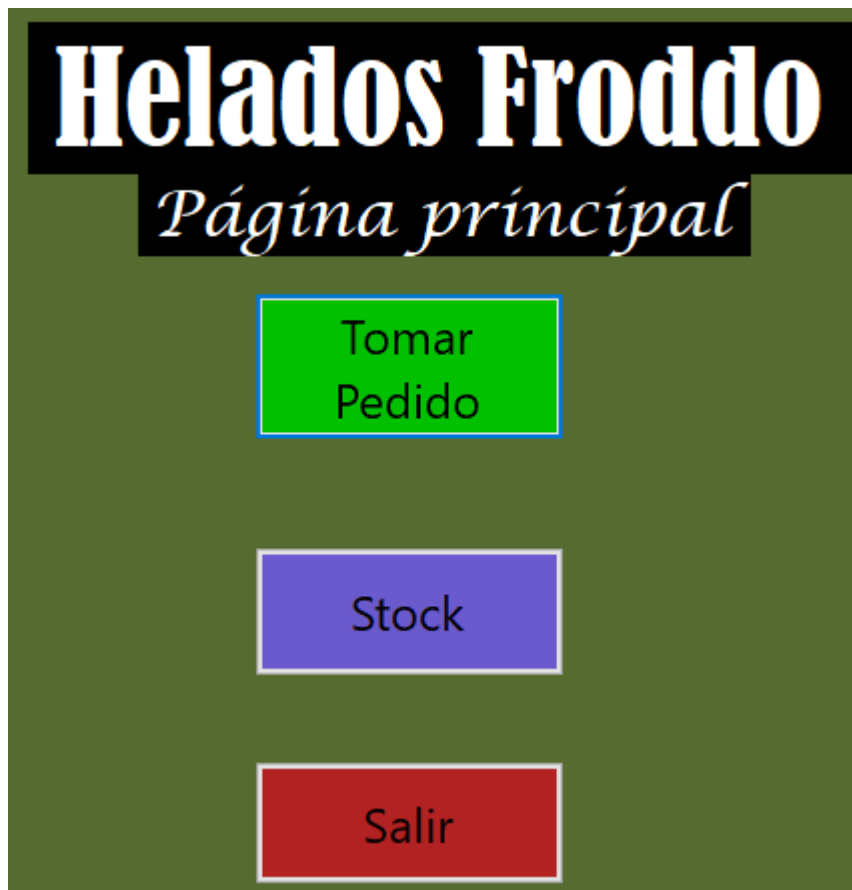 Helados Froddo
Página principal
Tomar
Pedido
Stock
Salir